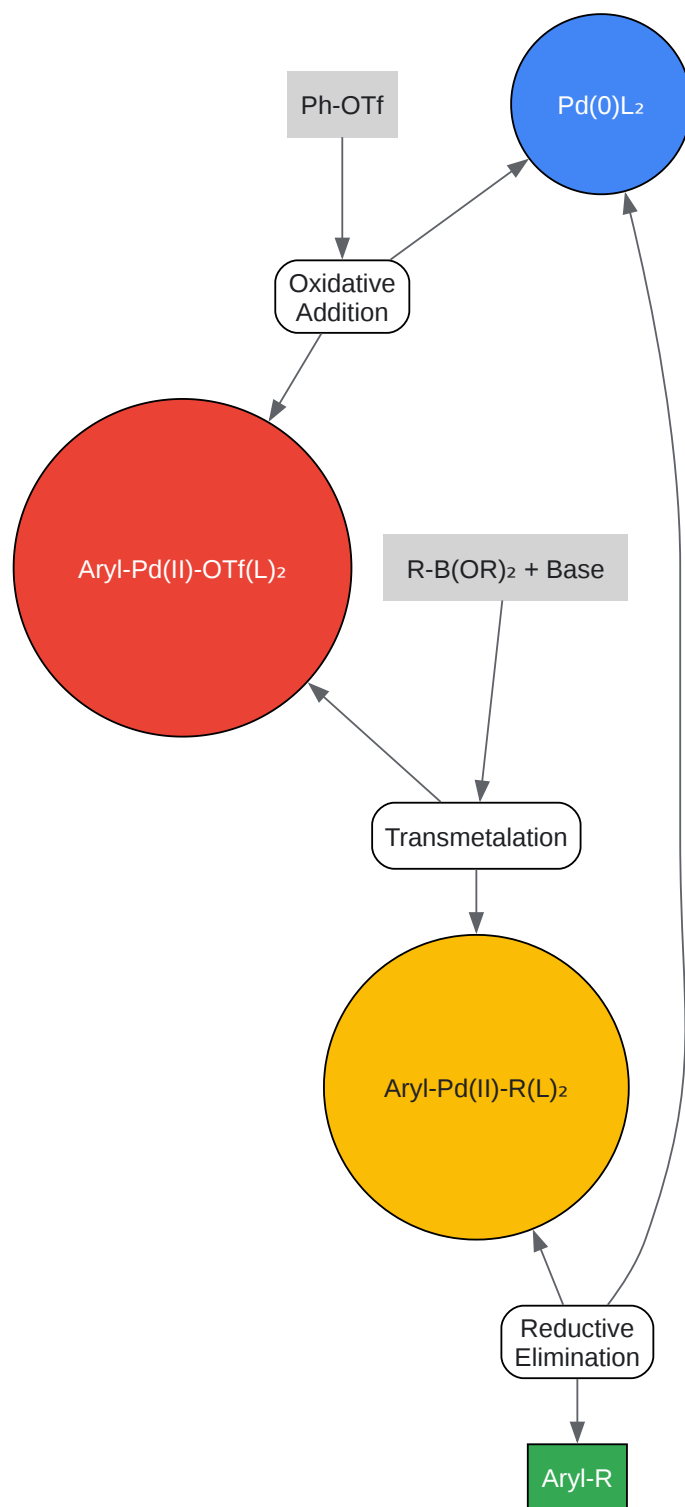 Ph-OTf
Pd(0)L₂
Oxidative
Addition
Aryl-Pd(II)-OTf(L)₂
R-B(OR)₂ + Base
Transmetalation
Aryl-Pd(II)-R(L)₂
Reductive
Elimination
Aryl-R